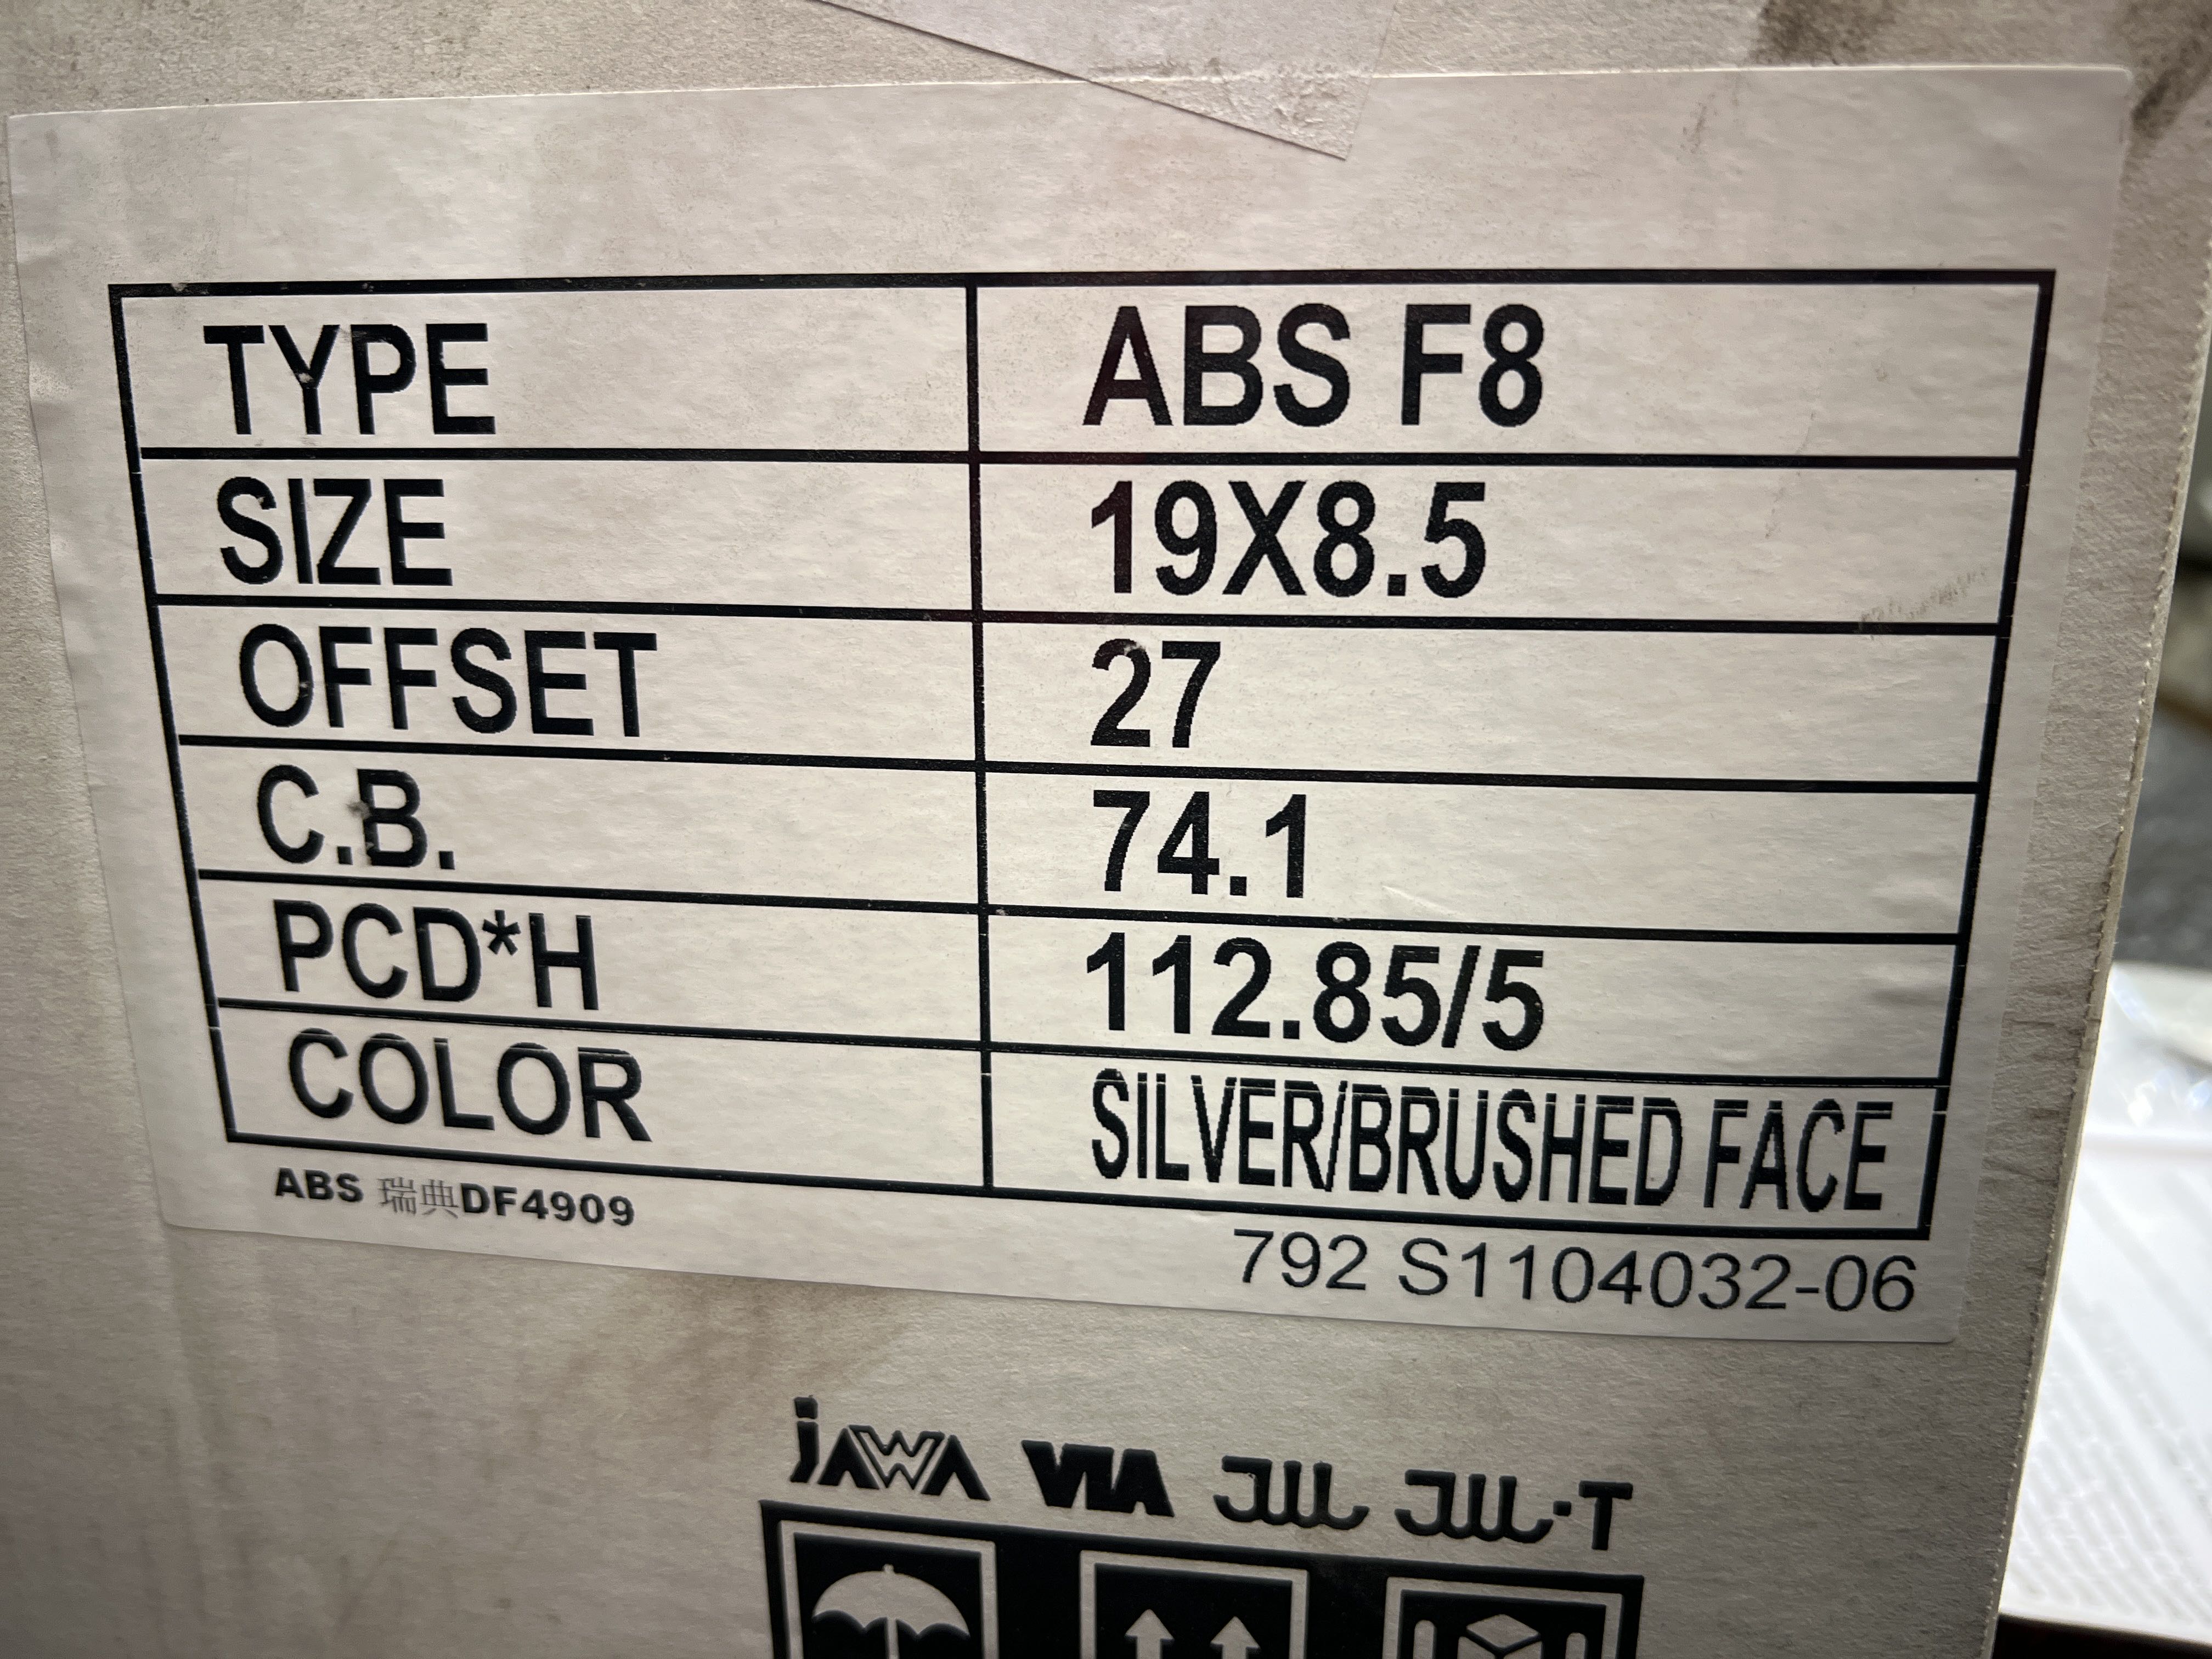 TYPE ABS F8
SIZE 19X8.5
OFFSET 27
C.B. 74.1
PCD*H 112.85/5
COLOR SILVER/BRUSHED FACE
ABS 瑞典DF4909
792 S1104032-06
jAWA VIA JWL JWL·T